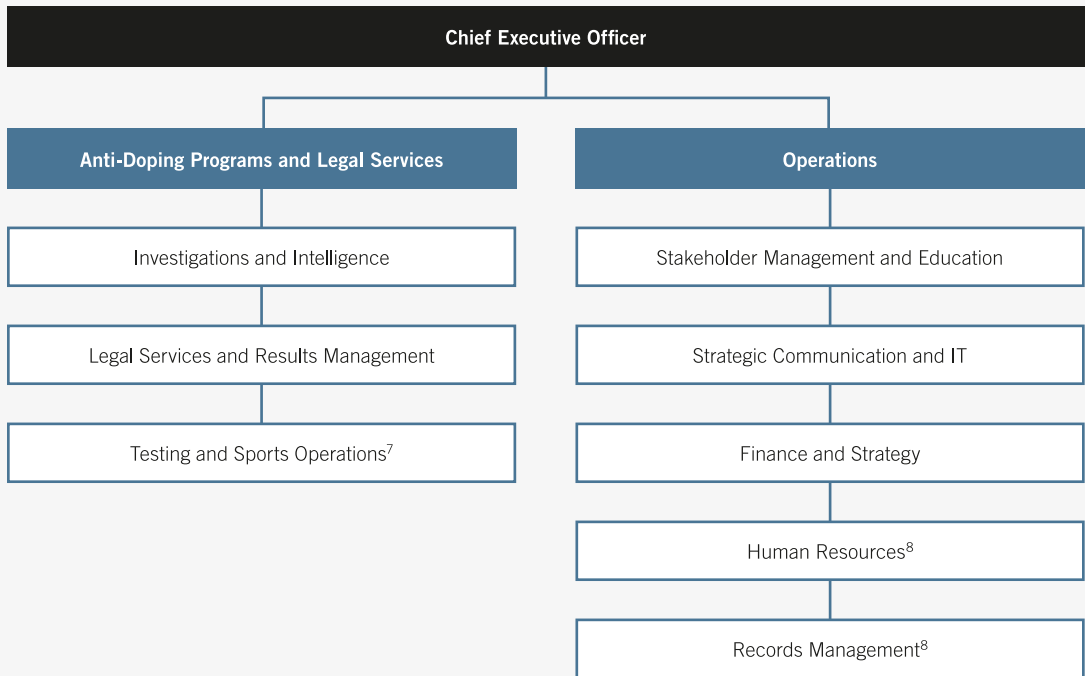 Chief Executive Officer
Anti-Doping Programs and Legal Services
Investigations and Intelligence
Legal Services and Results Management
Testing and Sports Operations⁷
Operations
Stakeholder Management and Education
Strategic Communication and IT
Finance and Strategy
Human Resources⁸
Records Management⁸